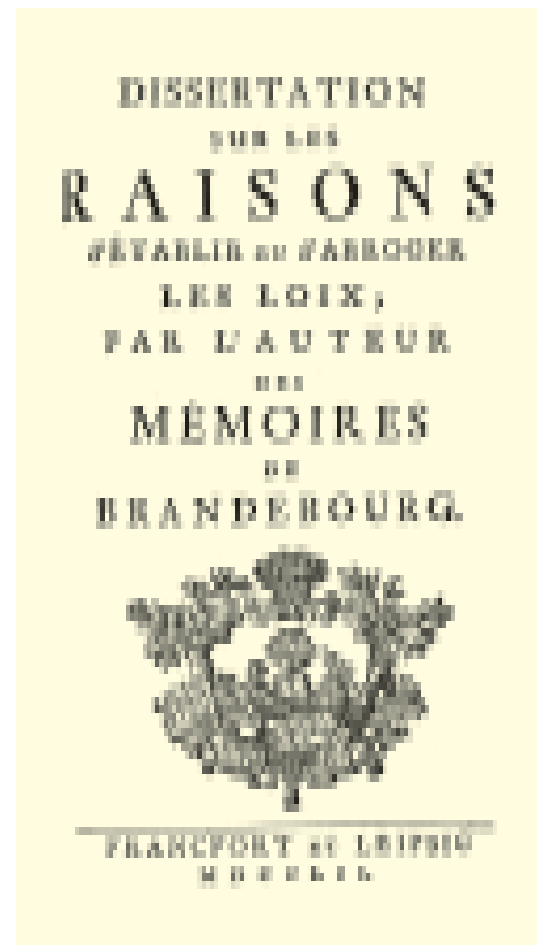 DISSERTATION
SUR LES
RAISONS
d'ÉTABLIR ou d'ABROGER
LES LOIX;
PAR L'AUTEUR
DES
MÉMOIRES
DE
BRANDEBOURG.
FRANCFORT et LEIPSIG